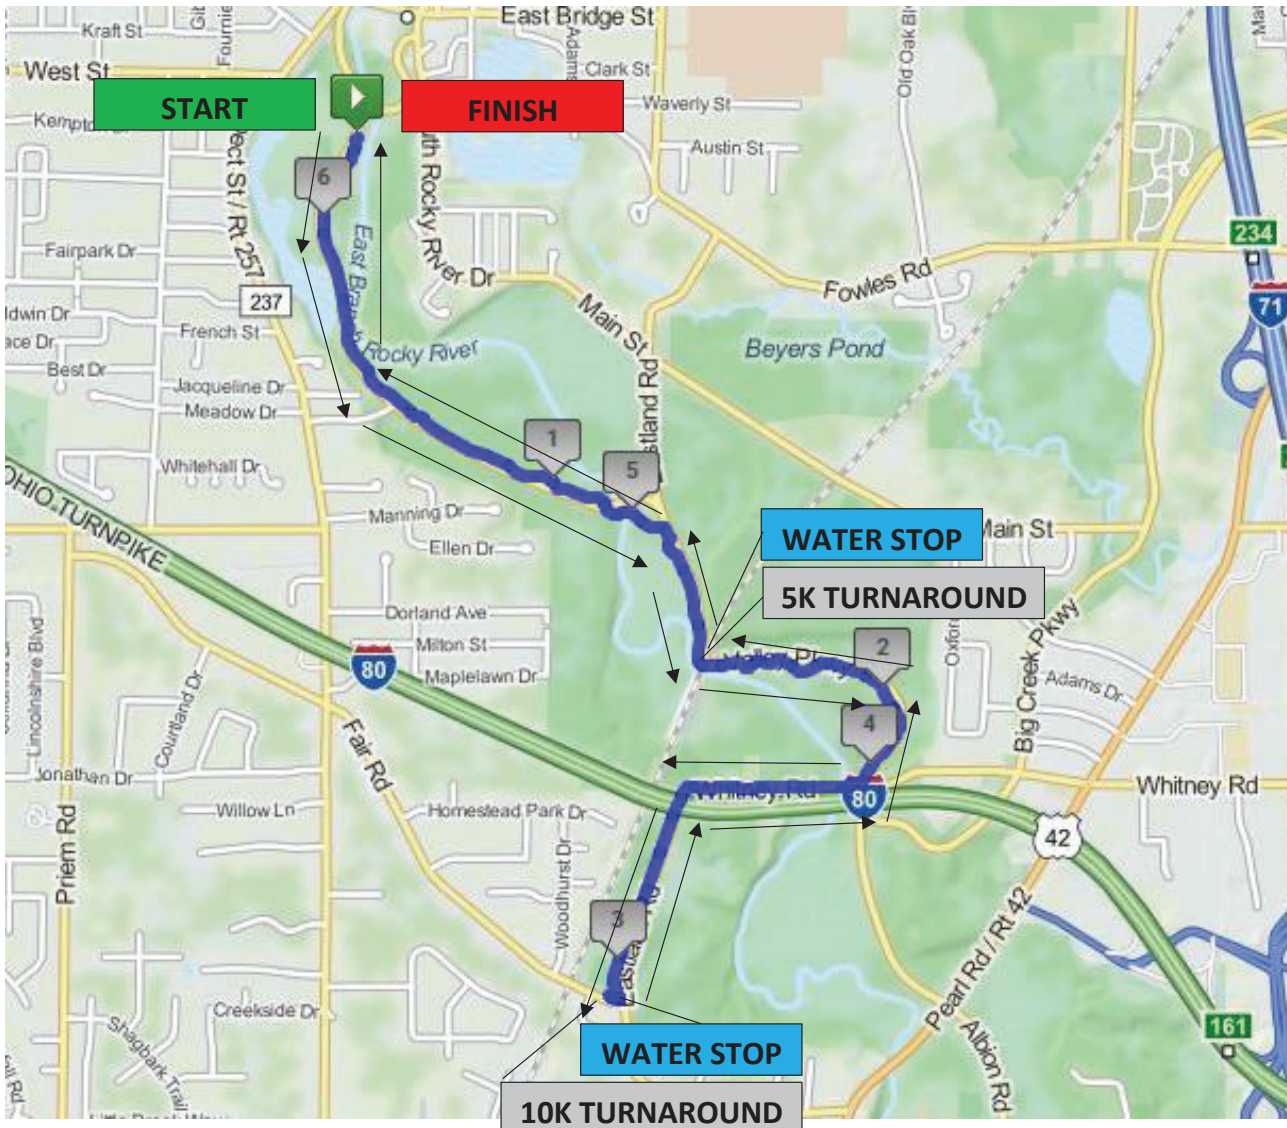 East Bridge St
Kraft St
Clark St
Old Oak Blv
West St
Waverly St
START
FINISH
Austin St
6
Fairpark Dr
234
Fowles Rd
237
71
French St
Main St
East Bran
Rocky River
Beyers Pond
Best Dr
Jacqueline Dr
Meadow Dr
1
5
Whitehall Dr
OHIO TURNPIKE
Manning Dr
WATER STOP
Main St
Ellen Dr
5K TURNAROUND
Dorland Ave
Milton St
2
80
Maplelawn Dr
Adams Dr
Lincolnshire Blvd
Courtland Dr
Big Creek Pkwy
4
Fair Rd
Jonathan Dr
Whitney Rd
80
Whitney Rd
Willow Ln
Homestead Park Dr
42
Priem Rd
Woodhurst Dr
3
Pearl Rd / Rt 42
Creekside Dr
161
Shagbark Trail
Albion Rd
WATER STOP
10K TURNAROUND